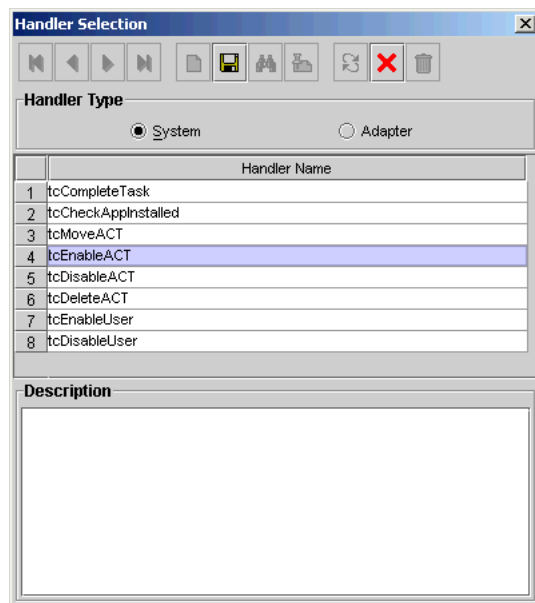 Handler Selection
Handler Type
System
Adapter
Handler Name
1 tcCompleteTask
2 tcCheckAppInstalled
3 tcMoveACT
4 tcEnableACT
5 tcDisableACT
6 tcDeleteACT
7 tcEnableUser
8 tcDisableUser
Description